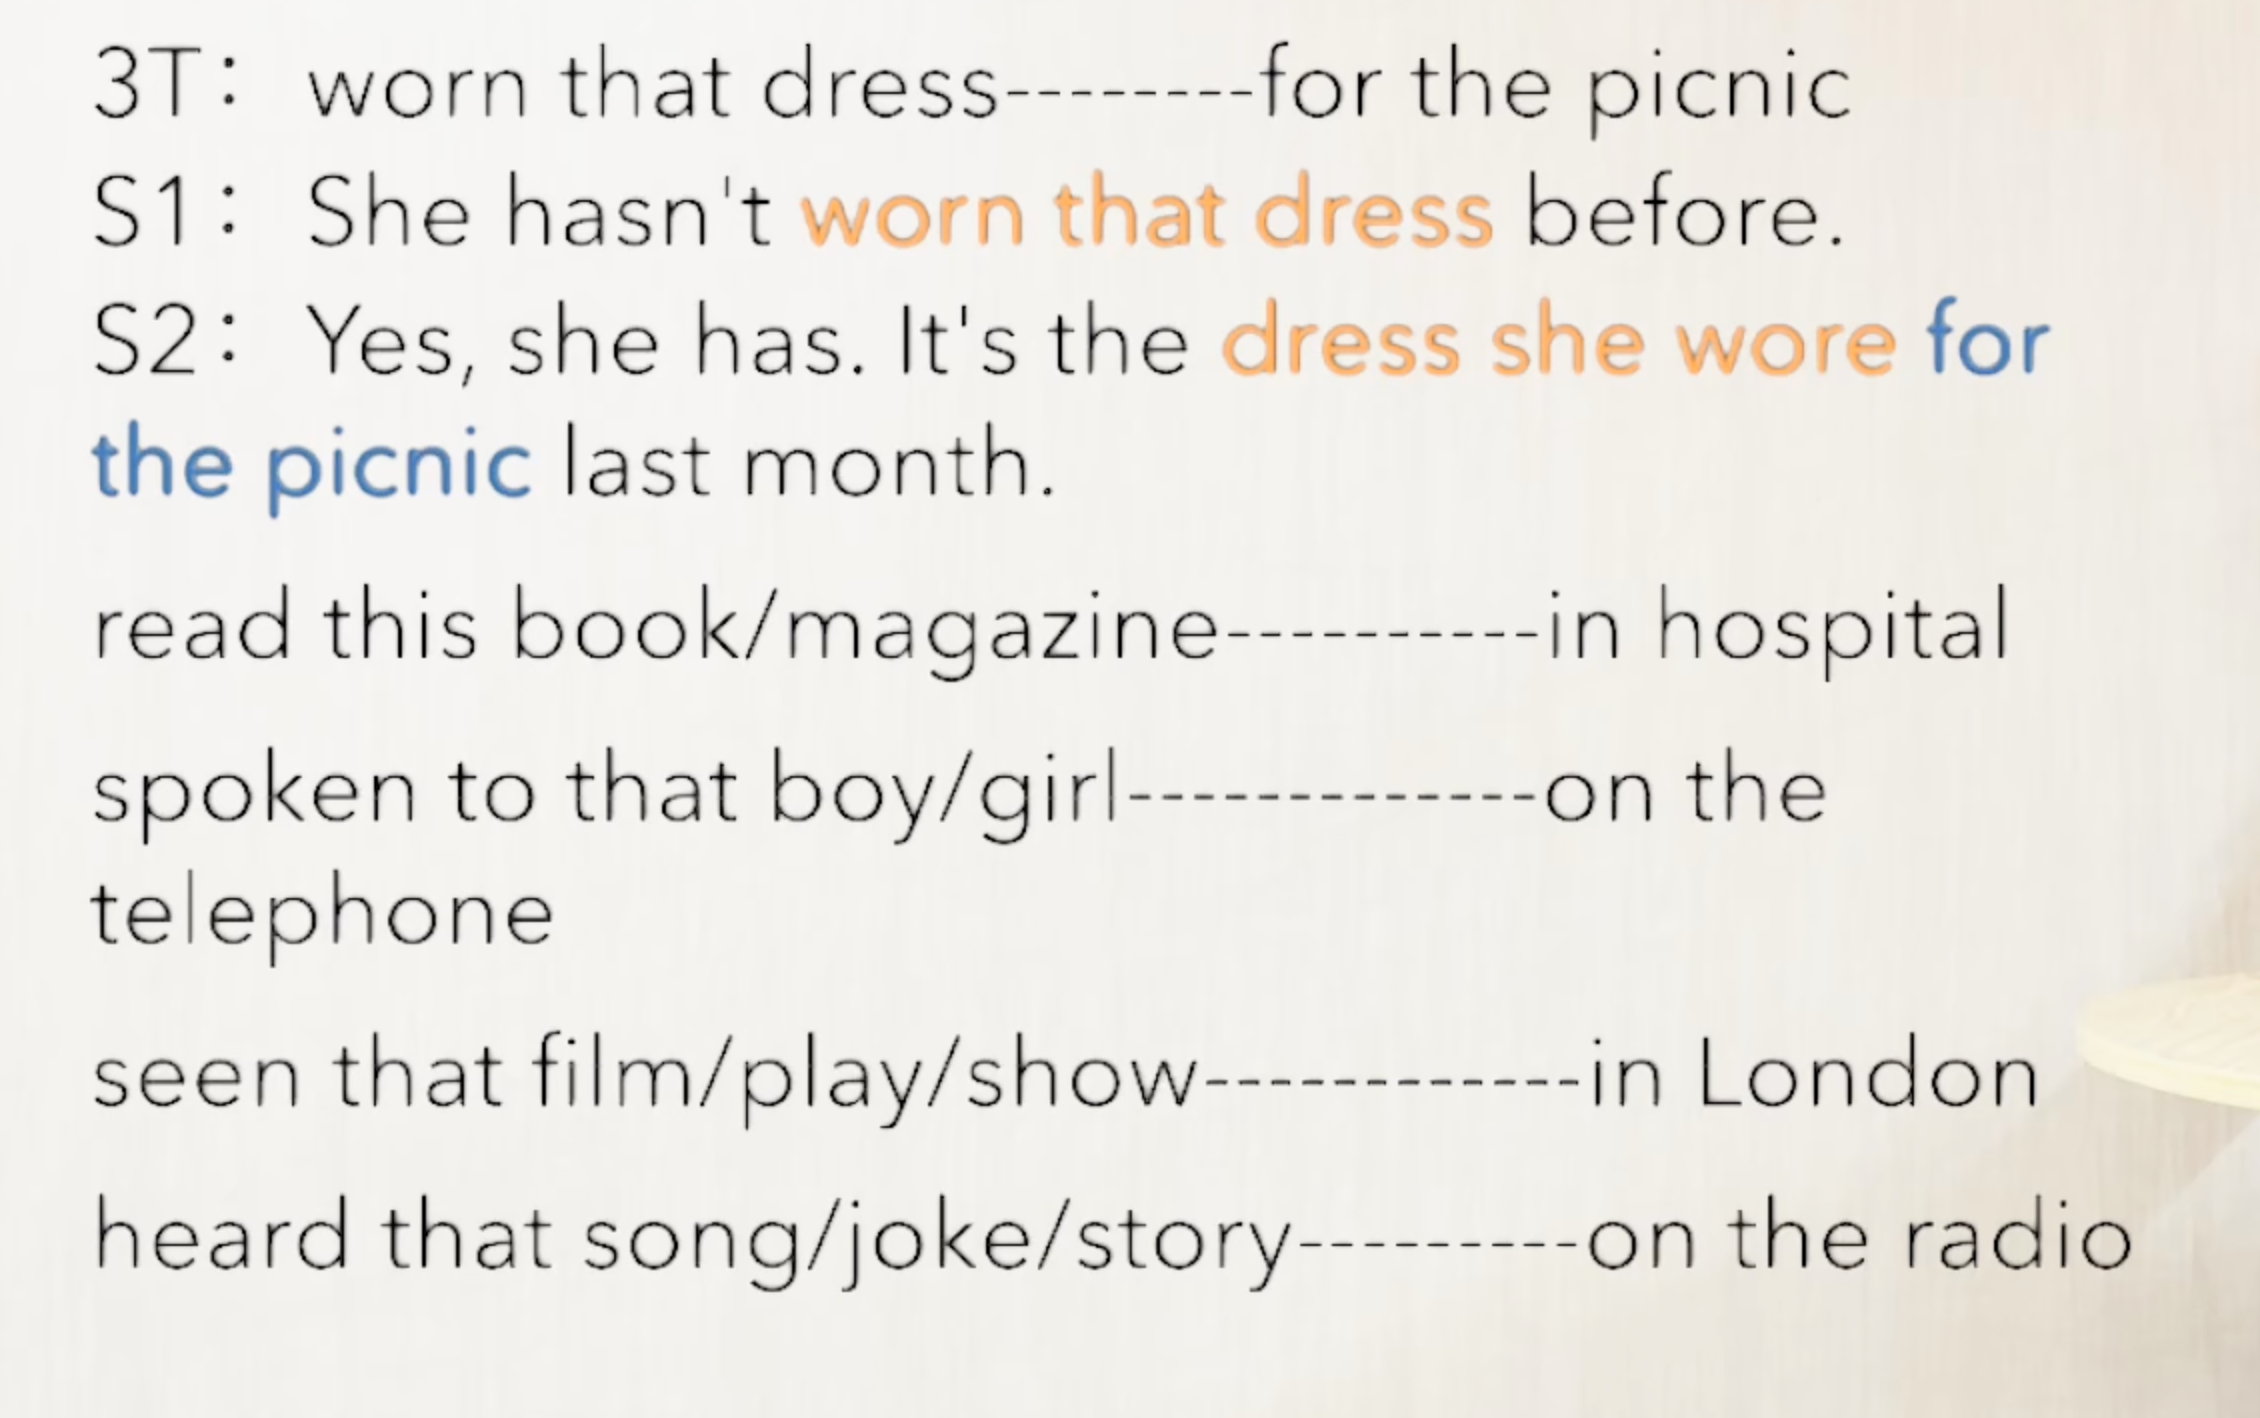 3T： worn that dress--------for the picnic
S1： She hasn't worn that dress before.
S2： Yes, she has. It's the dress she wore for
the picnic last month.
read this book/magazine----------in hospital
spoken to that boy/girl-------------on the
telephone
seen that film/play/show------------in London
heard that song/joke/story---------on the radio